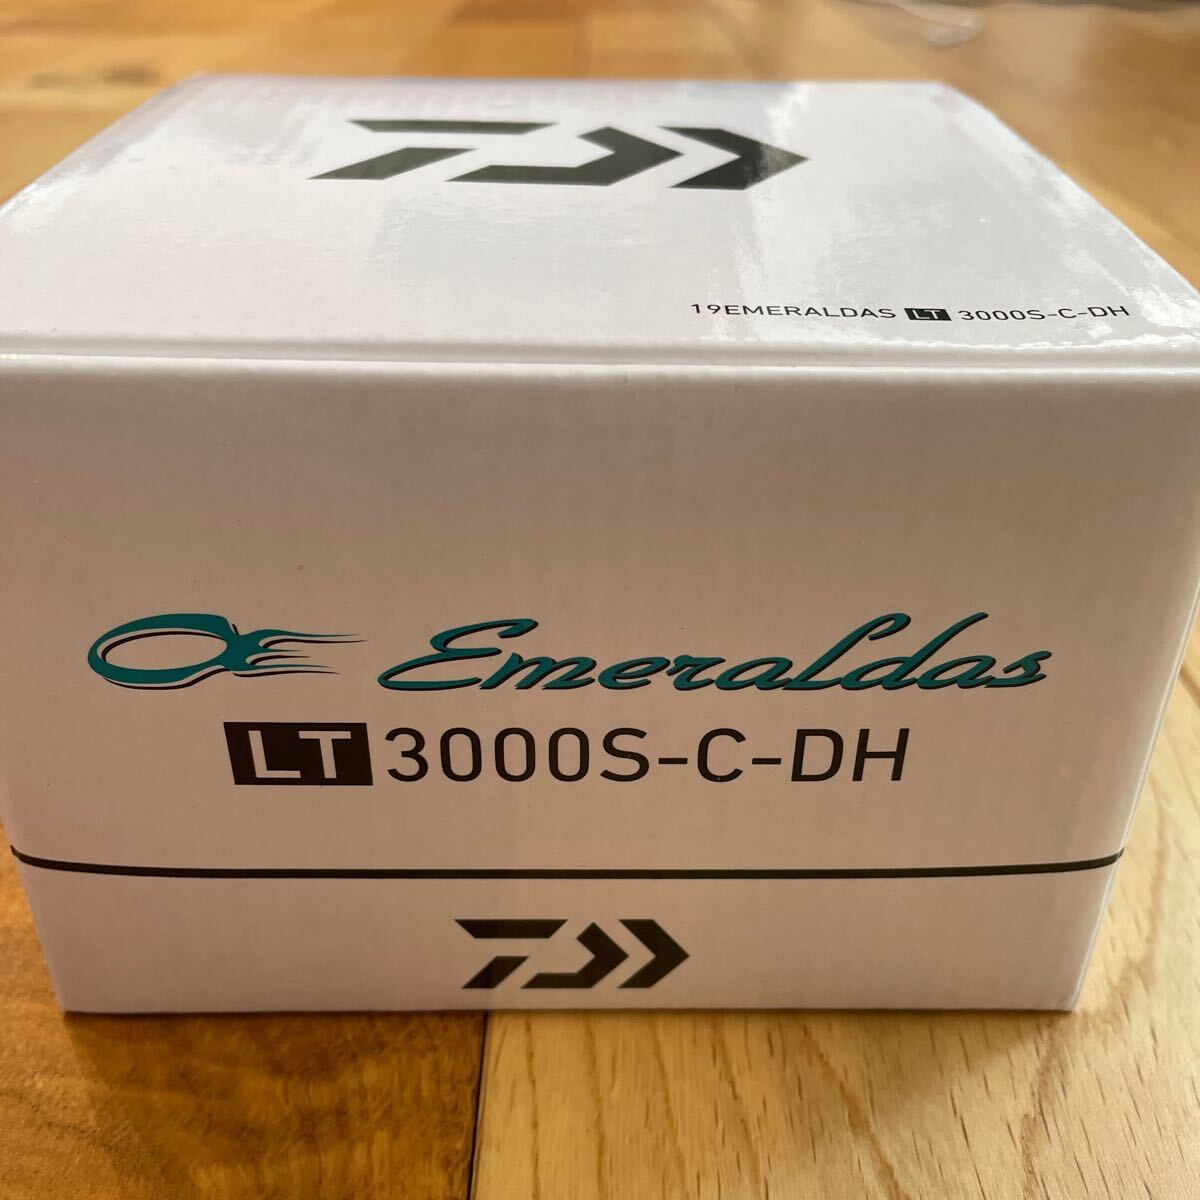 19EMERALDAS LT 3000S-C-DH
Emeraldas
LT 3000S-C-DH